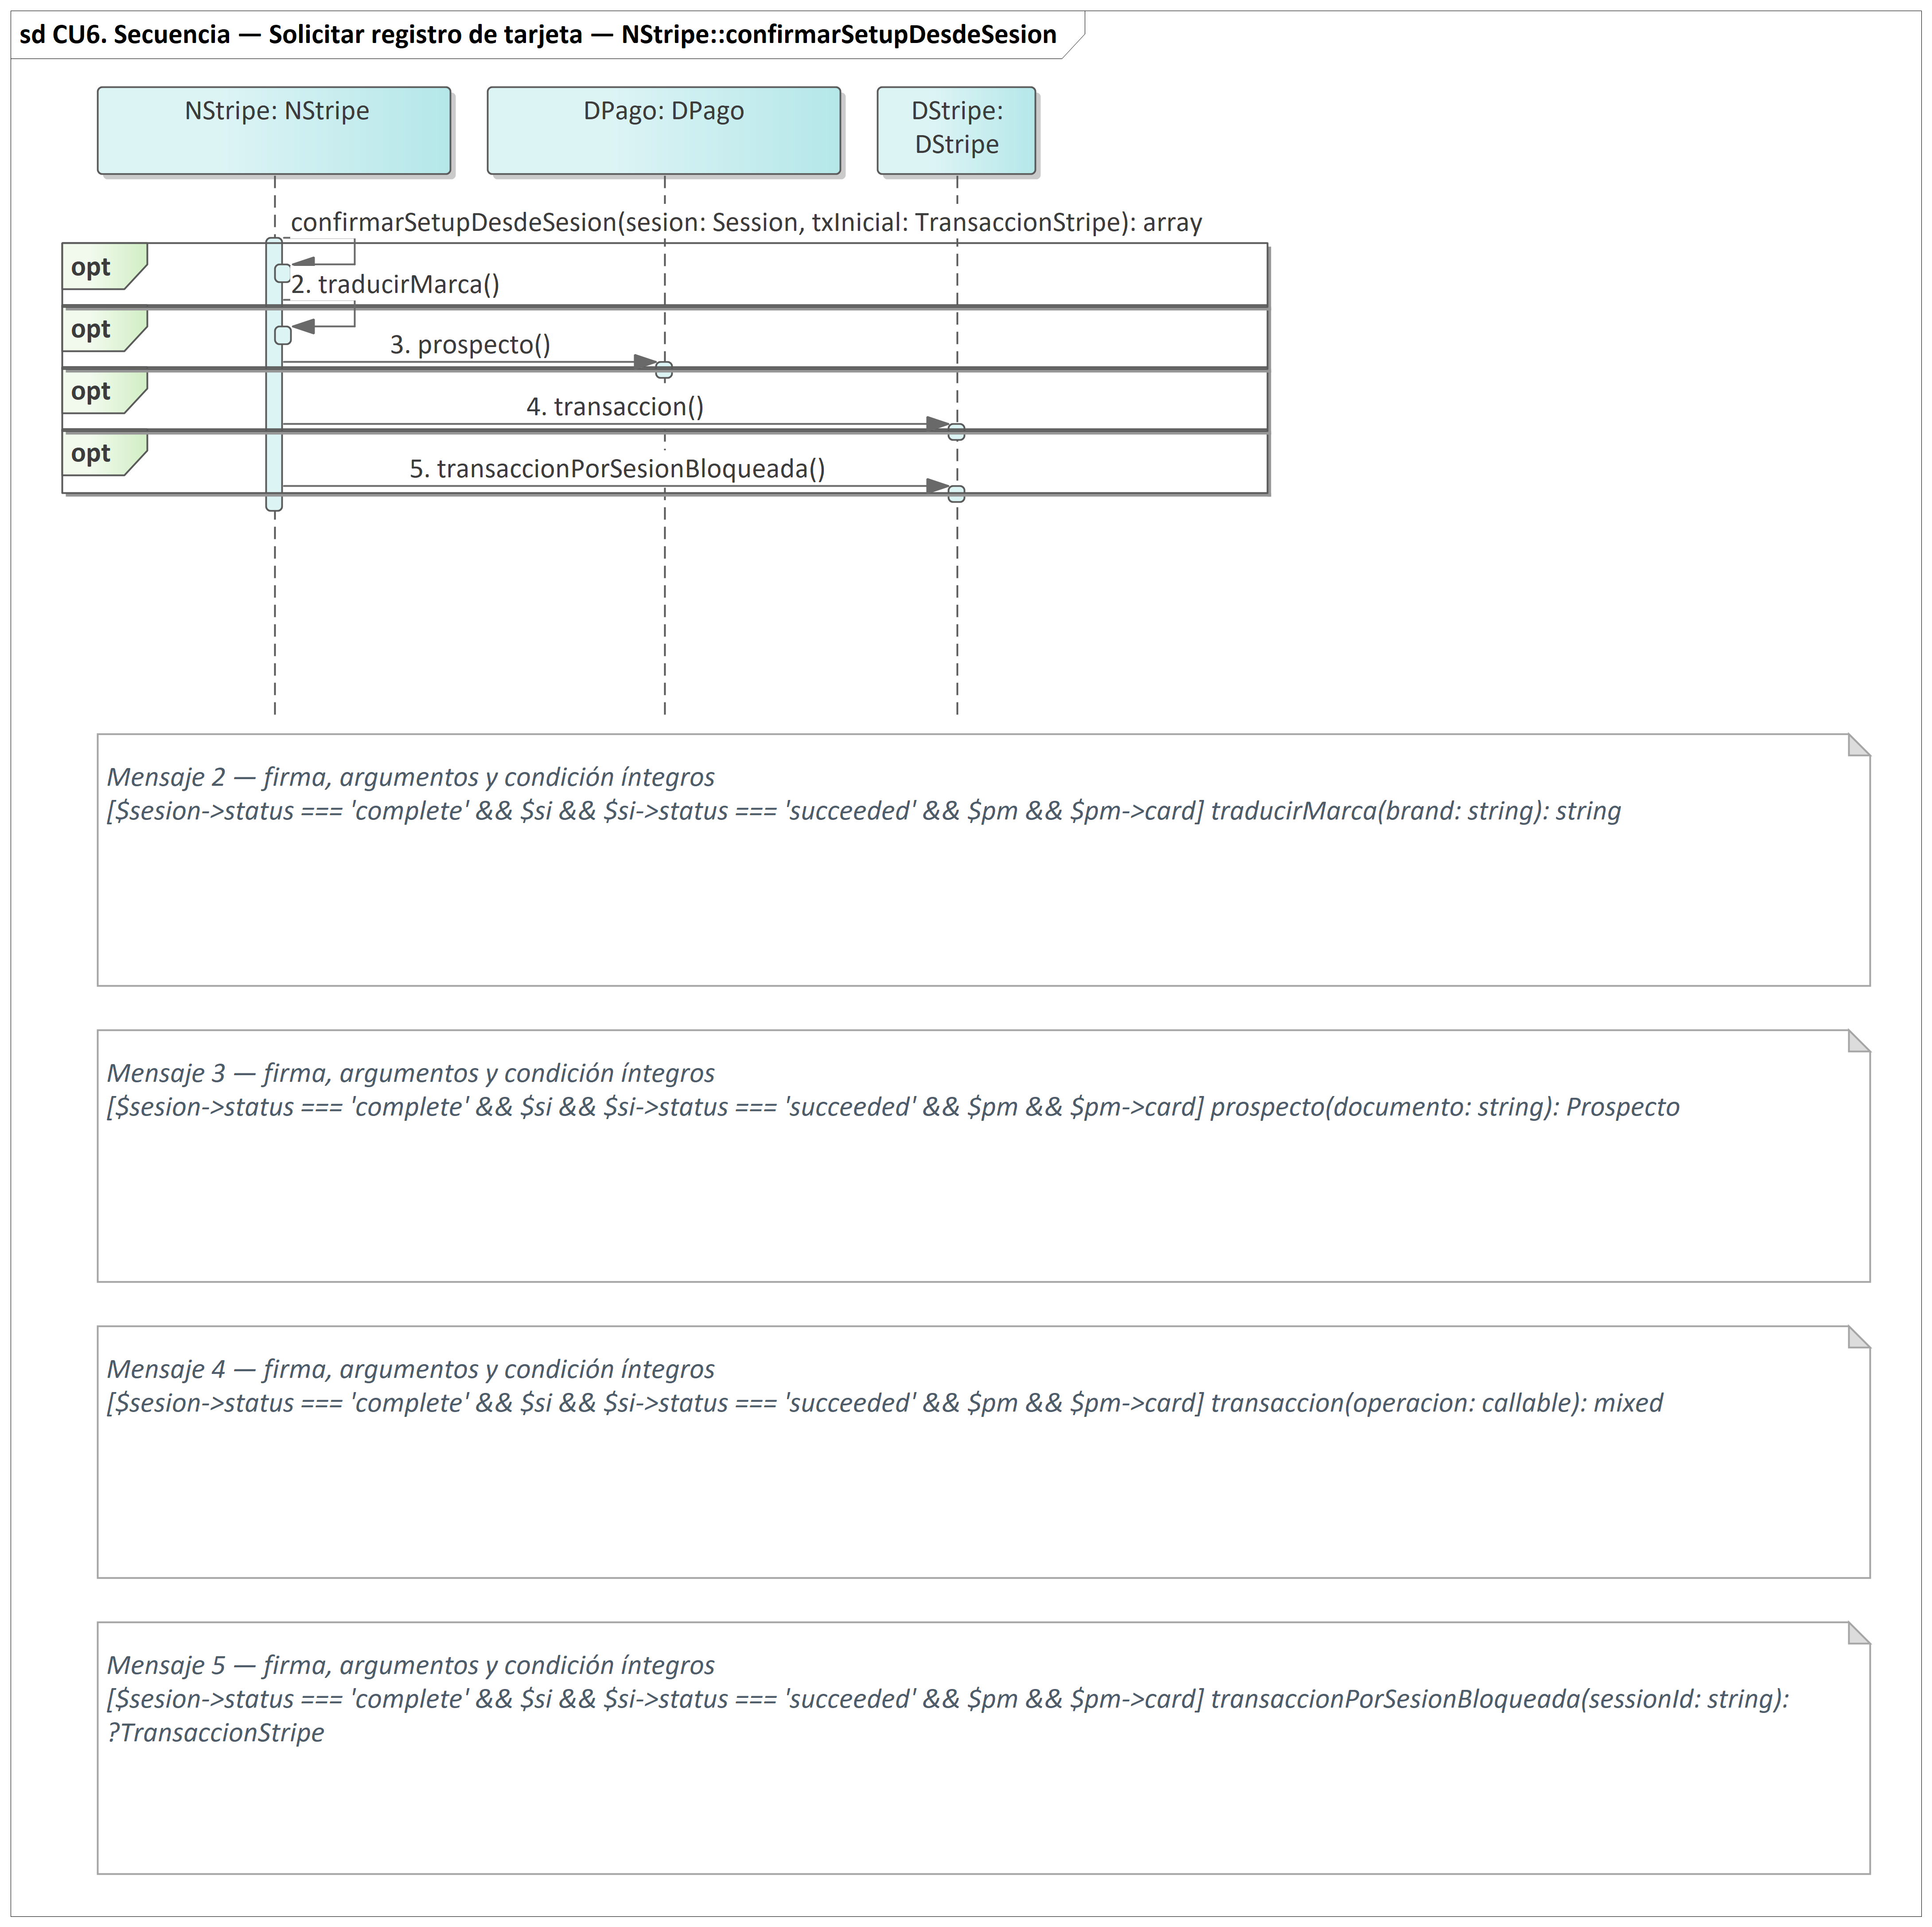 sd CU6. Secuencia — Solicitar registro de tarjeta — NStripe::confirmarSetupDesdeSesion
NStripe: NStripe
DPago: DPago
DStripe:
DStripe
confirmarSetupDesdeSesion(sesion: Session, txInicial: TransaccionStripe): array
opt
2. traducirMarca()
opt
3. prospecto()
opt
4. transaccion()
opt
5. transaccionPorSesionBloqueada()
Mensaje 2 — firma, argumentos y condición íntegros
[$sesion->status === 'complete' && $si && $si->status === 'succeeded' && $pm && $pm->card] traducirMarca(brand: string): string
Mensaje 3 — firma, argumentos y condición íntegros
[$sesion->status === 'complete' && $si && $si->status === 'succeeded' && $pm && $pm->card] prospecto(documento: string): Prospecto
Mensaje 4 — firma, argumentos y condición íntegros
[$sesion->status === 'complete' && $si && $si->status === 'succeeded' && $pm && $pm->card] transaccion(operacion: callable): mixed
Mensaje 5 — firma, argumentos y condición íntegros
[$sesion->status === 'complete' && $si && $si->status === 'succeeded' && $pm && $pm->card] transaccionPorSesionBloqueada(sessionId: string):
?TransaccionStripe